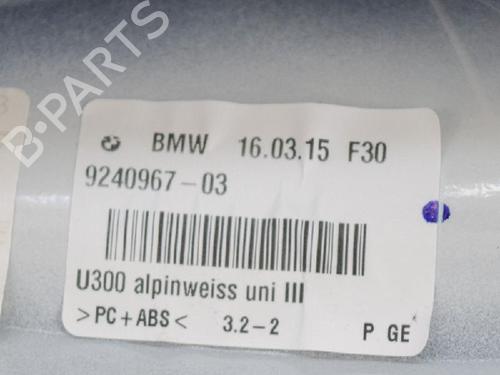 B-PARTS
BMW 16.03.15 F30
9240967-03
U300 alpinweiss uni III
>PC+ABS< 3.2-2 P GE